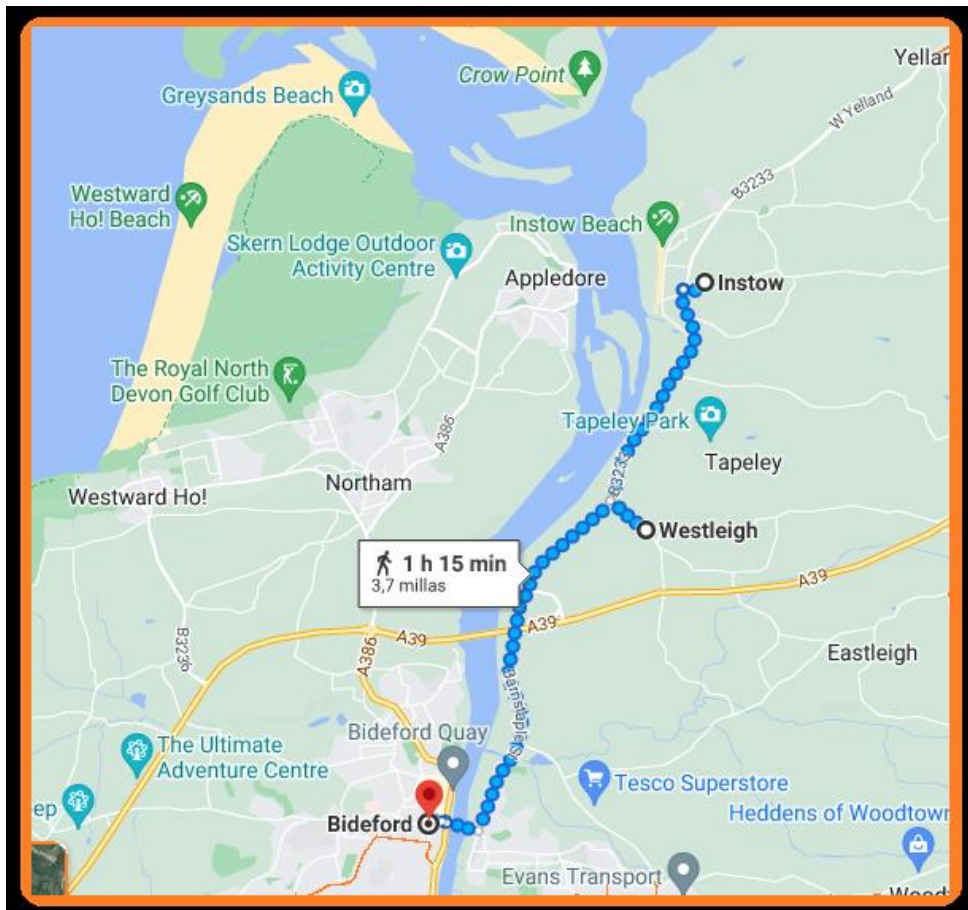 Yellar
Crow Point
Greysands Beach
W Yelland
B3233
Westward
Ho! Beach
Instow Beach
Skern Lodge Outdoor
Activity Centre
Appledore
Instow
The Royal North
Devon Golf Club
A386
Tapeley Park
Tapeley
B3233
Westward Ho!
Northam
Westleigh
1 h 15 min
3,7 millas
A39
A39
A39
B3236
A386
Eastleigh
Barnstaple St
Bideford Quay
The Ultimate
Adventure Centre
Tesco Superstore
eep
Heddens of Woodtown
Bideford
Evans Transport